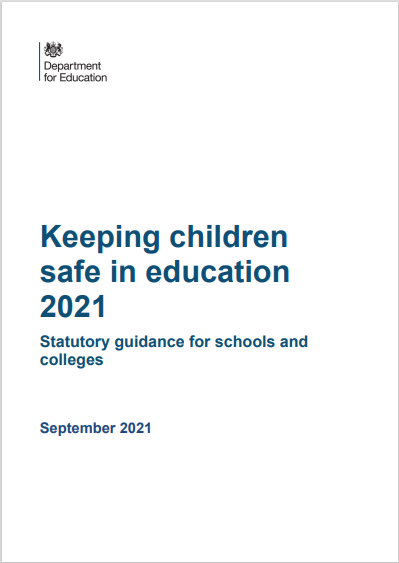 Department
for Education
Keeping children
safe in education
2021
Statutory guidance for schools and
colleges
September 2021